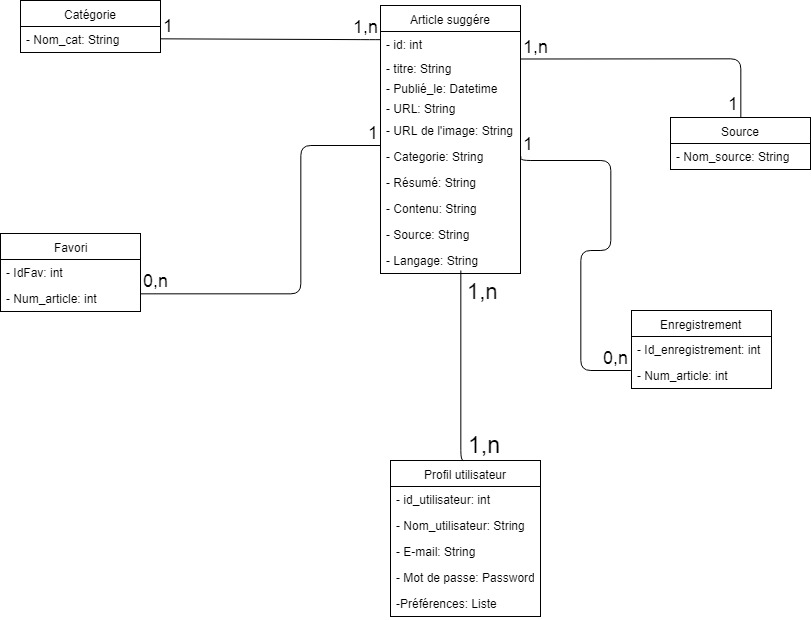 Catégorie
- Nom_cat: String
1
1,n
Article suggére
- id: int
- titre: String
- Publié_le: Datetime
- URL: String
- URL de l'image: String
- Categorie: String
- Résumé: String
- Contenu: String
- Source: String
- Langage: String
1,n
1
Source
- Nom_source: String
1
1
Favori
- IdFav: int
- Num_article: int
0,n
1,n
Enregistrement
- Id_enregistrement: int
- Num_article: int
0,n
1,n
Profil utilisateur
- id_utilisateur: int
- Nom_utilisateur: String
- E-mail: String
- Mot de passe: Password
-Préférences: Liste